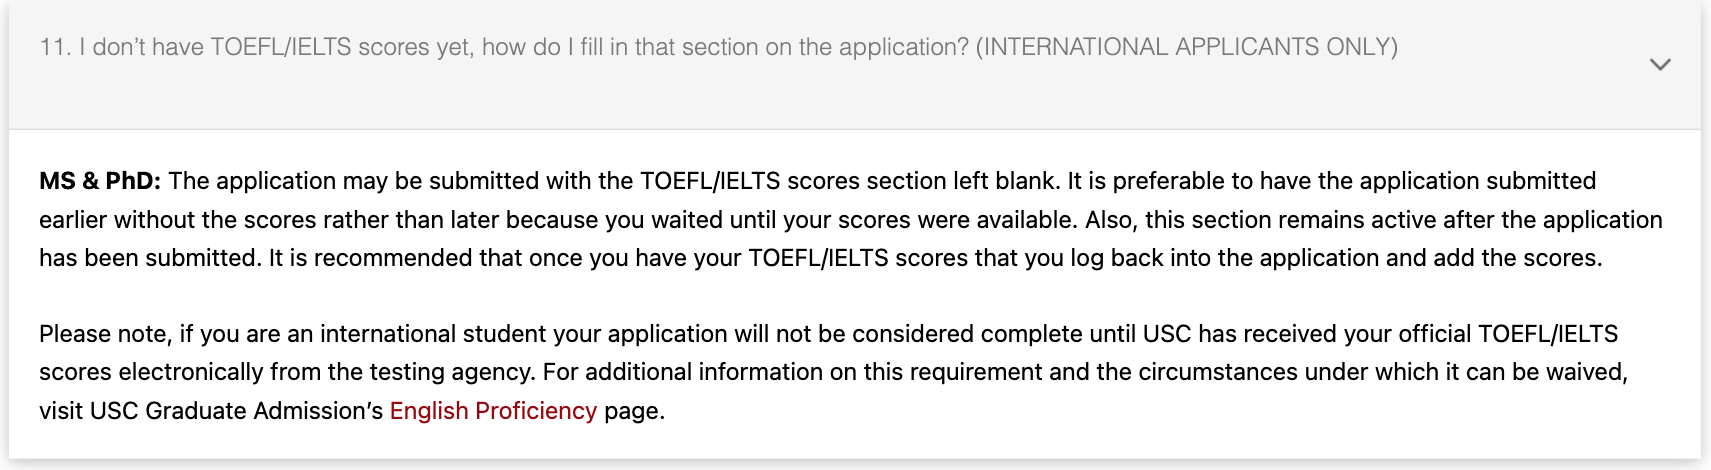 11. I don’t have TOEFL/IELTS scores yet, how do I fill in that section on the application? (INTERNATIONAL APPLICANTS ONLY)
MS & PhD: The application may be submitted with the TOEFL/IELTS scores section left blank. It is preferable to have the application submitted
earlier without the scores rather than later because you waited until your scores were available. Also, this section remains active after the application
has been submitted. It is recommended that once you have your TOEFL/IELTS scores that you log back into the application and add the scores.
Please note, if you are an international student your application will not be considered complete until USC has received your official TOEFL/IELTS
scores electronically from the testing agency. For additional information on this requirement and the circumstances under which it can be waived,
visit USC Graduate Admission’s English Proficiency page.